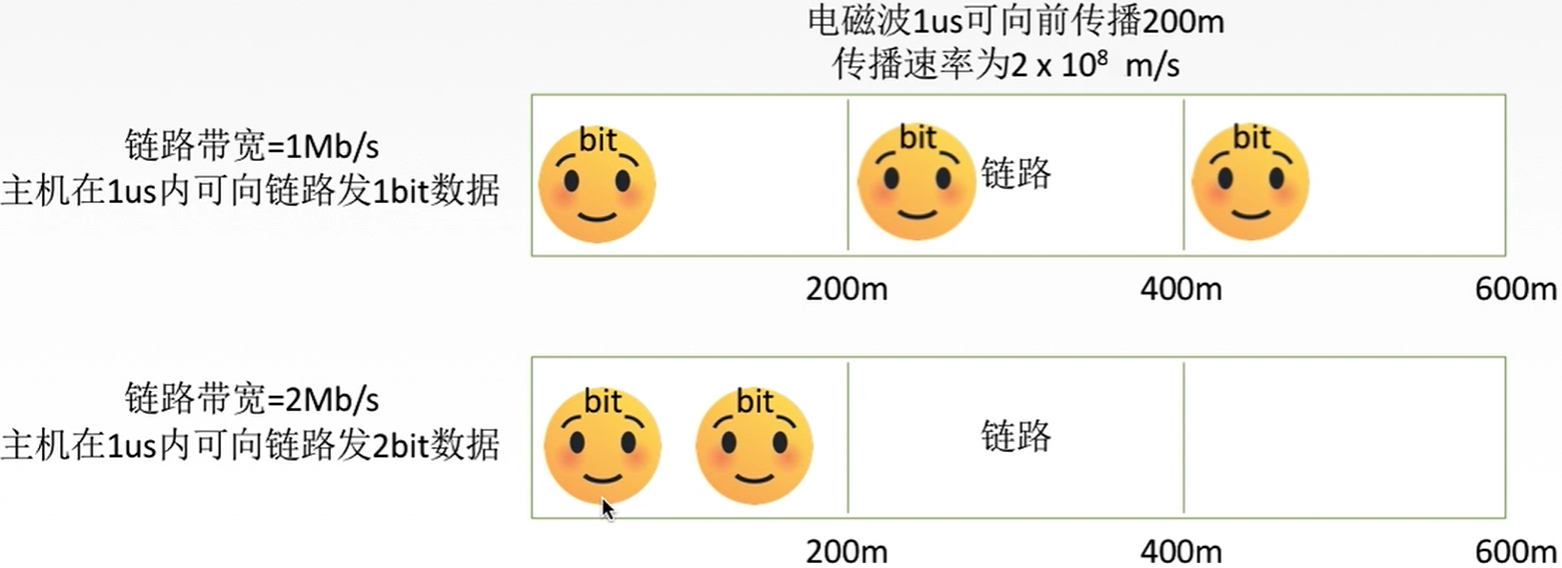 电磁波1us可向前传播200m
传播速率为2 x 10⁸ m/s
链路带宽=1Mb/s
主机在1us内可向链路发1bit数据
bit
bit
链路
bit
200m
400m
600m
链路带宽=2Mb/s
主机在1us内可向链路发2bit数据
bit
bit
链路
200m
400m
600m